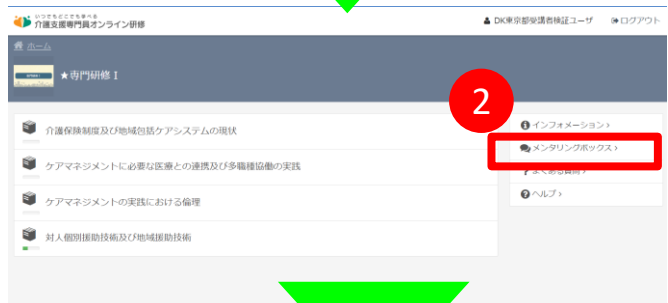 いつでもどこでも学べる
介護支援専門員オンライン研修
DK東京都受講者検証ユーザ
ログアウト
ホーム
★専門研修 I
2
介護保険制度及び地域包括ケアシステムの現状
ケアマネジメントに必要な医療との連携及び多職種協働の実践
ケアマネジメントの実践における倫理
対人個別援助技術及び地域援助技術
インフォメーション ›
メンタリングボックス ›
よくある質問 ›
ヘルプ ›